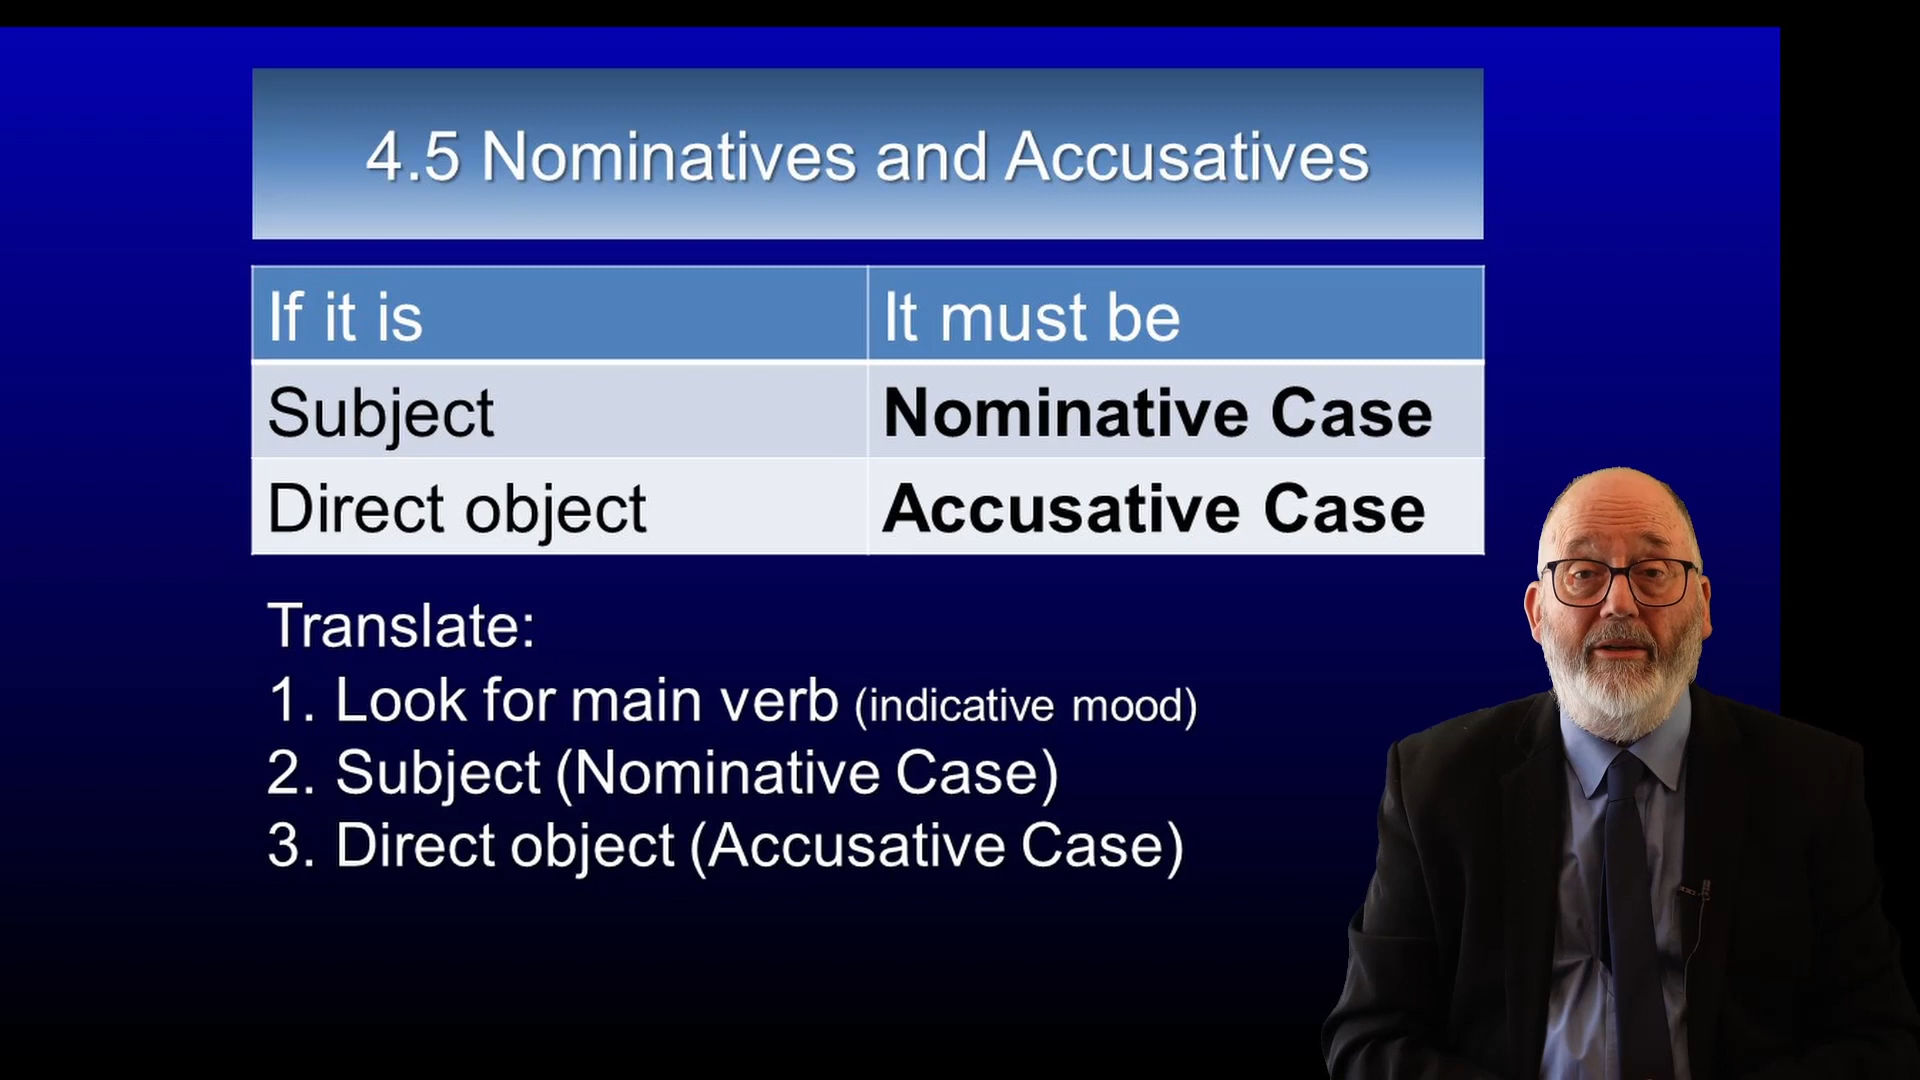 4.5 Nominatives and Accusatives
If it is It must be
Subject Nominative Case
Direct object Accusative Case
Translate:
1. Look for main verb (indicative mood)
2. Subject (Nominative Case)
3. Direct object (Accusative Case)